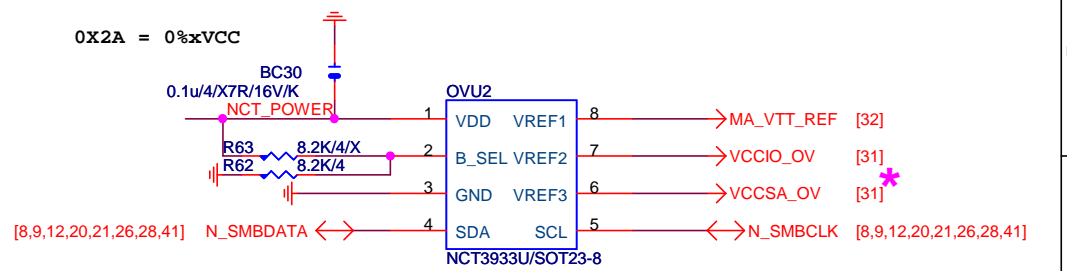 0X2A = 0%xVCC
BC30
0.1u/4/X7R/16V/K
OVU2
NCT_POWER
1 VDD VREF1 8 MA_VTT_REF [32]
R63 8.2K/4/X
2 B_SEL VREF2 7 VCCIO_OV [31]
R62 8.2K/4
3 GND VREF3 6 VCCSA_OV [31] *
[8,9,12,20,21,26,28,41] N_SMBDATA 4 SDA SCL 5 N_SMBCLK [8,9,12,20,21,26,28,41]
NCT3933U/SOT23-8